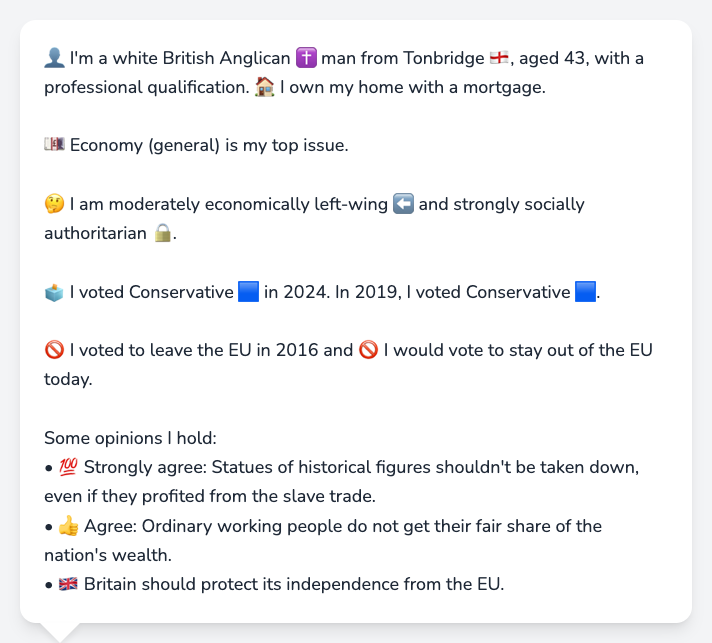 👤 I'm a white British Anglican ✝️ man from Tonbridge 🏴󠁧󠁢󠁥󠁮󠁧󠁿, aged 43, with a
professional qualification. 🏠 I own my home with a mortgage.
💷 Economy (general) is my top issue.
🤔 I am moderately economically left-wing ⬅️ and strongly socially
authoritarian 🔒.
🗳️ I voted Conservative 🟦 in 2024. In 2019, I voted Conservative 🟦.
🚫 I voted to leave the EU in 2016 and 🚫 I would vote to stay out of the EU
today.
Some opinions I hold:
• 💯 Strongly agree: Statues of historical figures shouldn't be taken down,
even if they profited from the slave trade.
• 👍 Agree: Ordinary working people do not get their fair share of the
nation's wealth.
• 🇬🇧 Britain should protect its independence from the EU.